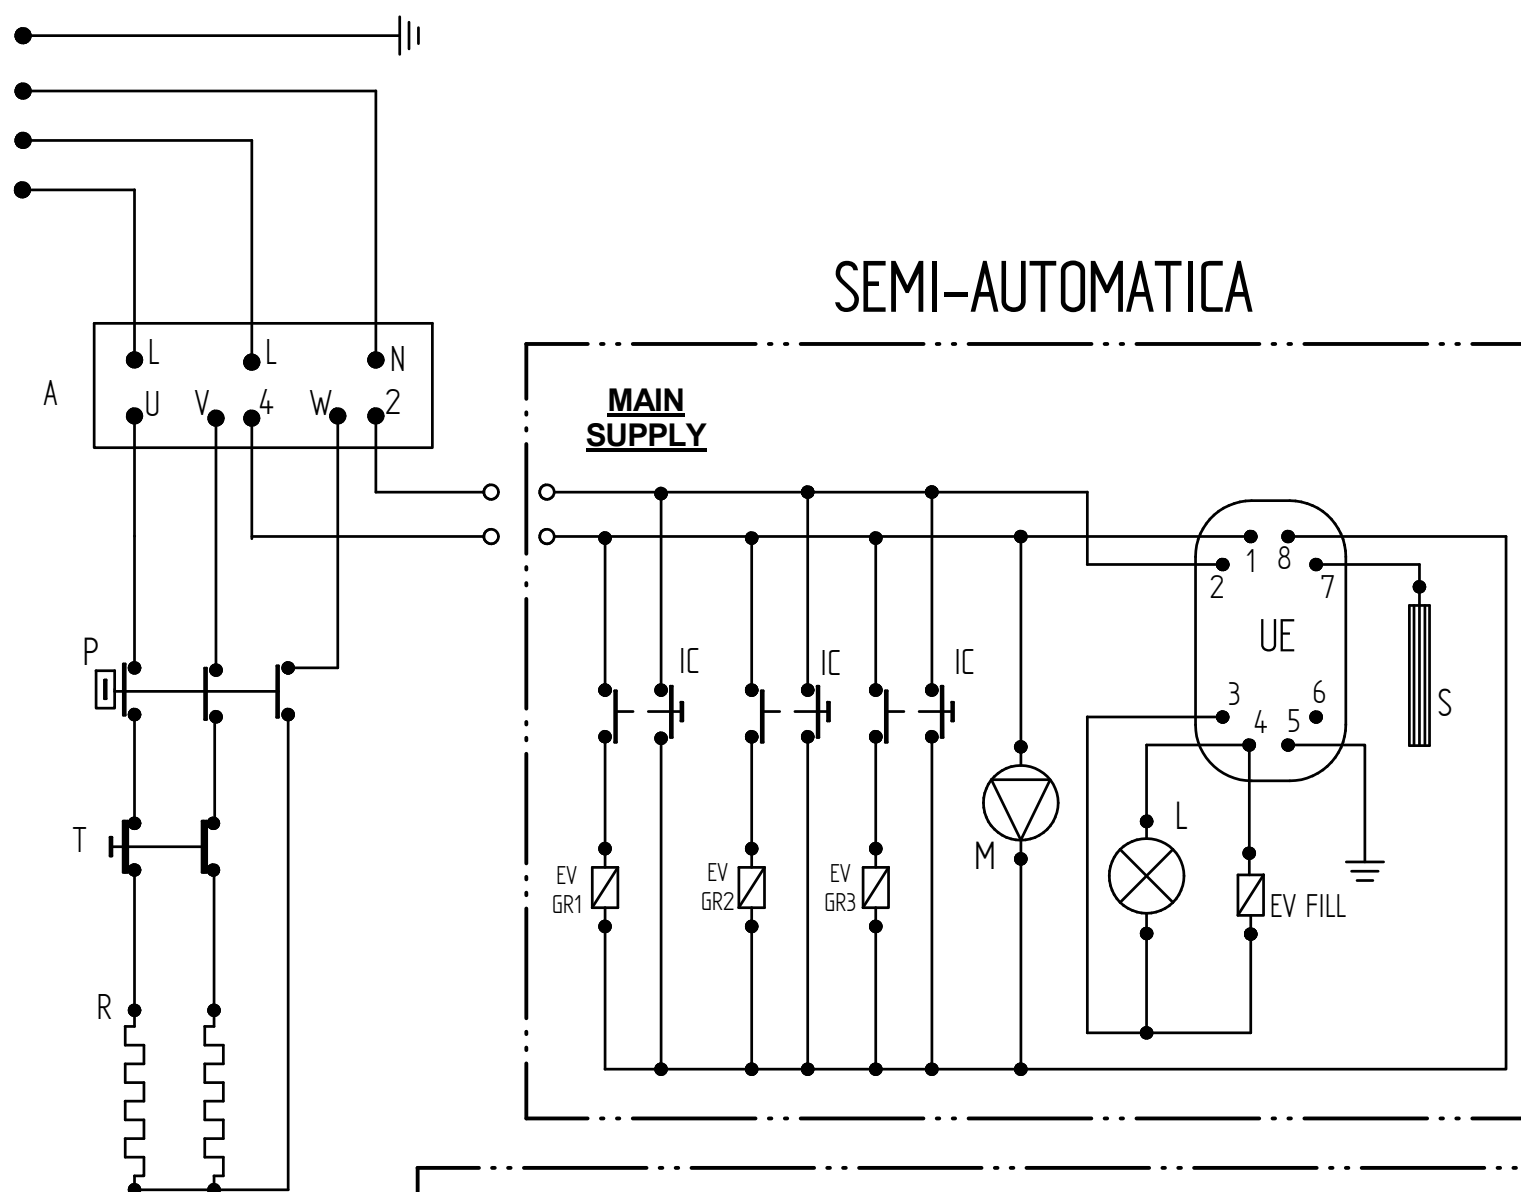 SEMI-AUTOMATICA
L L N
A
U V 4 W 2
MAIN
SUPPLY
1 8
2 7
UE
P
IC IC IC
3 6
4 5
S
L
T
M
EV EV EV
GR1 GR2 GR3
EV FILL
R